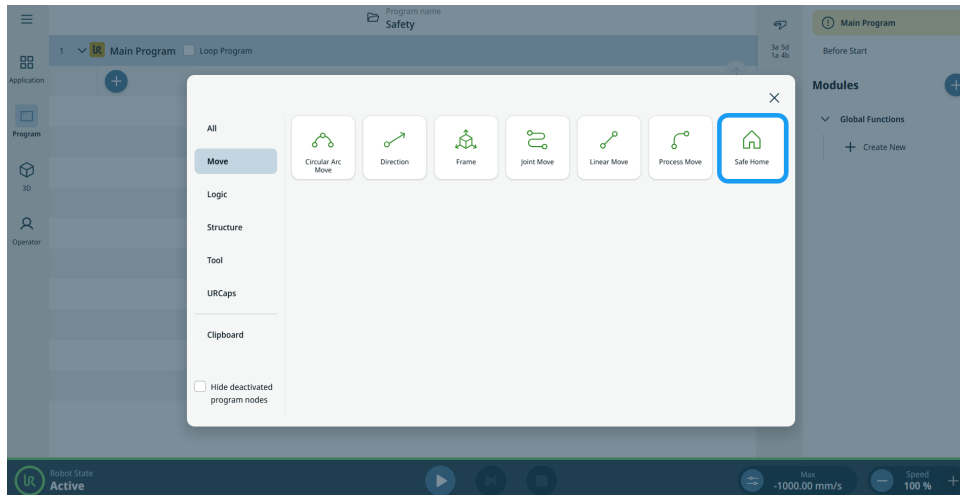 Program name
Safety
Main Program
1 UR Main Program Loop Program
3a 5d
1a 4b
Before Start
Application
Modules
All
Global Functions
Program
Move
Circular Arc
Move
Direction
Frame
Joint Move
Linear Move
Process Move
Safe Home
Create New
3D
Logic
Structure
Operator
Tool
URCaps
Clipboard
Hide deactivated
program nodes
UR
Robot State
Active
Max
-1000.00 mm/s
Speed
100 %